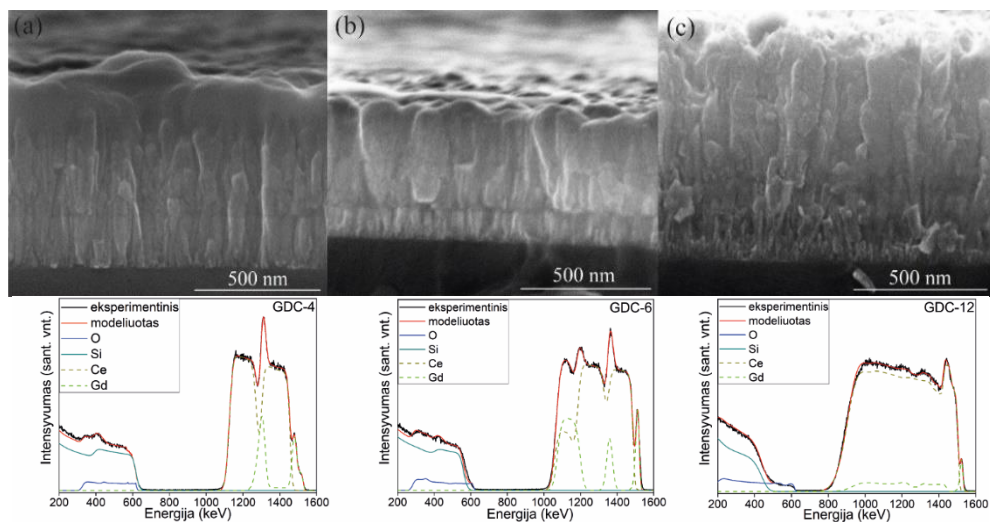 (a)
500 nm
(b)
500 nm
(c)
500 nm
GDC-4
eksperimentinis
modeliuotas
O
Si
Ce
Gd
Intensyvumas (sant. vnt.)
200 400 600 800 1000 1200 1400 1600
Energija (keV)
GDC-6
eksperimentinis
modeliuotas
O
Si
Ce
Gd
Intensyvumas (sant. vnt.)
200 400 600 800 1000 1200 1400 1600
Energija (keV)
GDC-12
eksperimentinis
modeliuotas
O
Si
Ce
Gd
Intensyvumas (sant. vnt.)
200 400 600 800 1000 1200 1400 1600
Energija (keV)